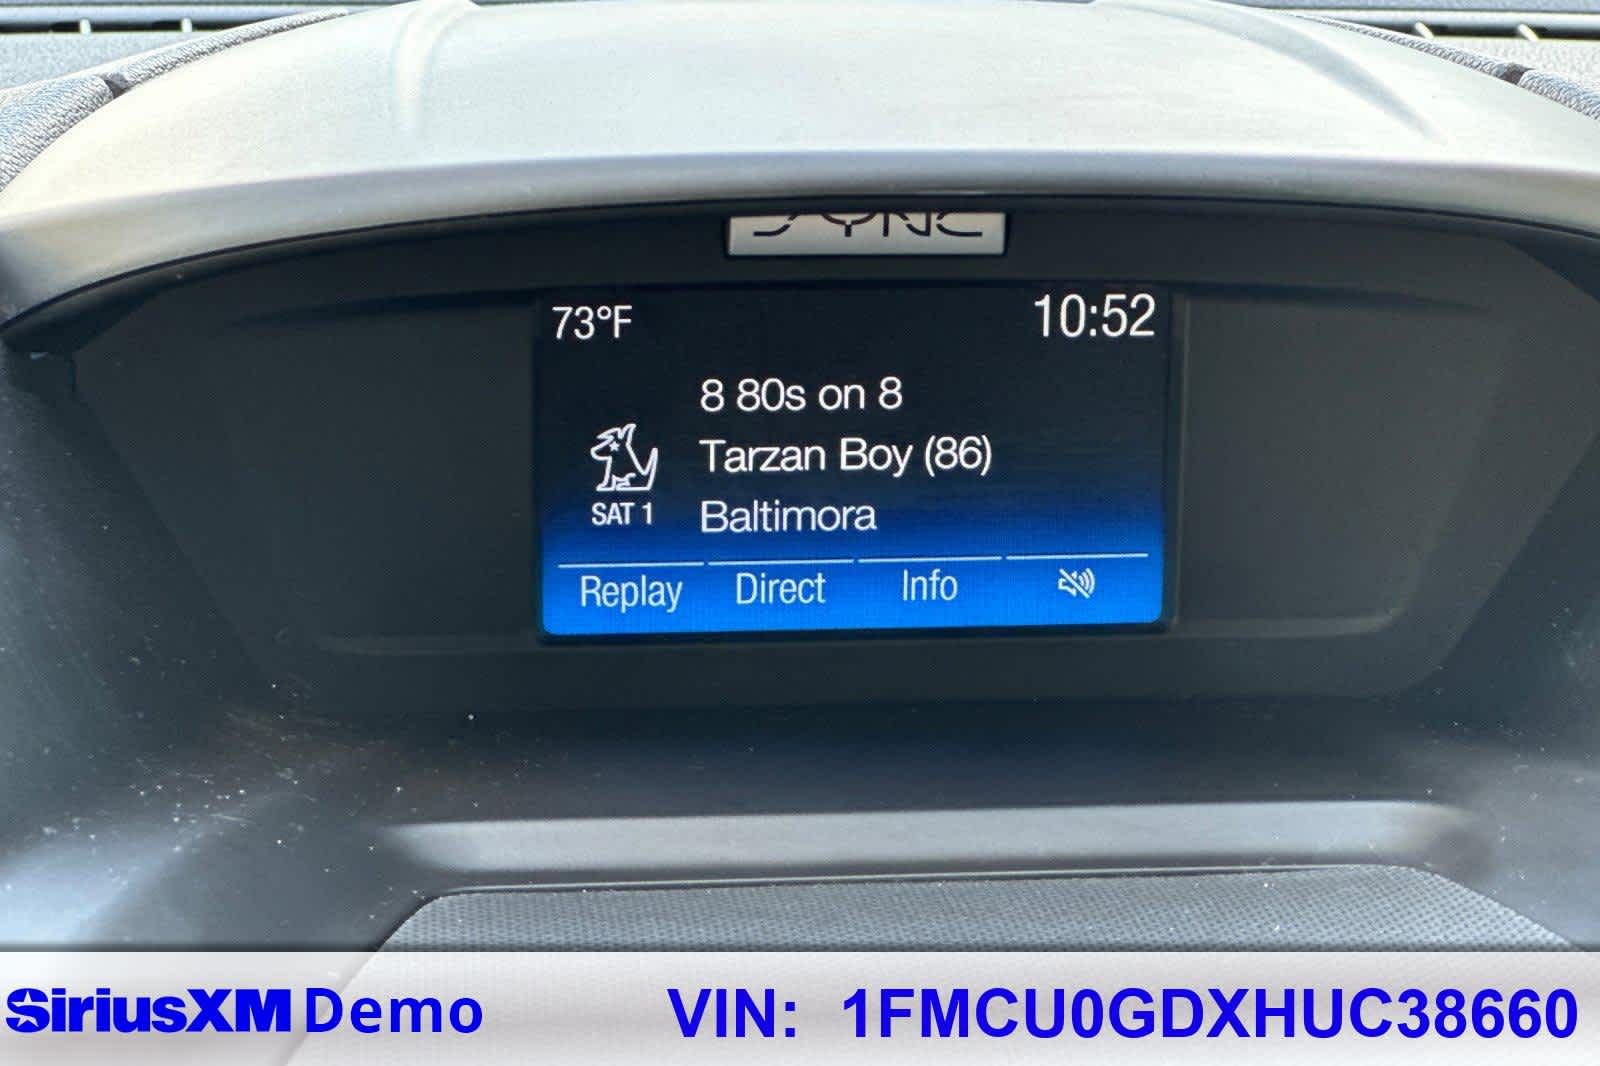 SYNC
73°F 10:52
8 80s on 8
Tarzan Boy (86)
SAT 1 Baltimora
Replay Direct Info
SiriusXM Demo VIN: 1FMCU0GDXHUC38660